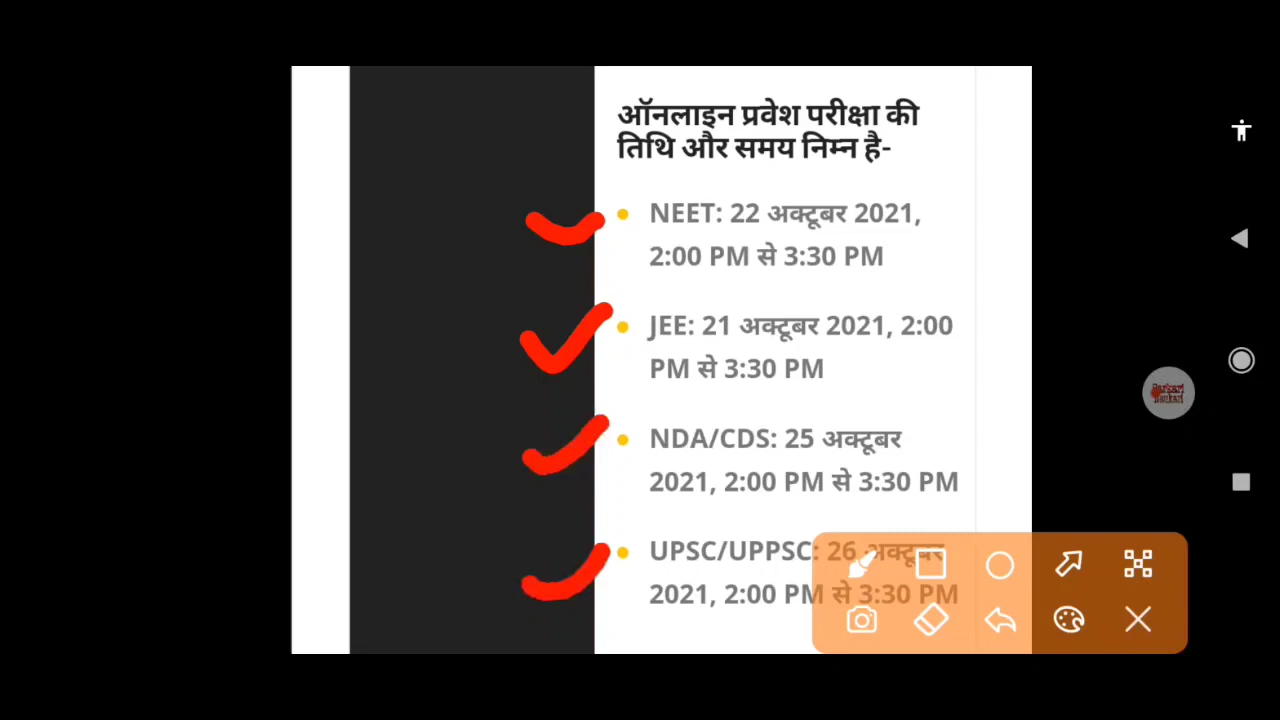 ऑनलाइन प्रवेश परीक्षा की
तिथि और समय निम्न है-
NEET: 22 अक्टूबर 2021,
2:00 PM से 3:30 PM
JEE: 21 अक्टूबर 2021, 2:00
PM से 3:30 PM
NDA/CDS: 25 अक्टूबर
2021, 2:00 PM से 3:30 PM
UPSC/UPPSC: 26 अक्टूबर
2021, 2:00 PM से 3:30 PM
Sarkari
Naukari